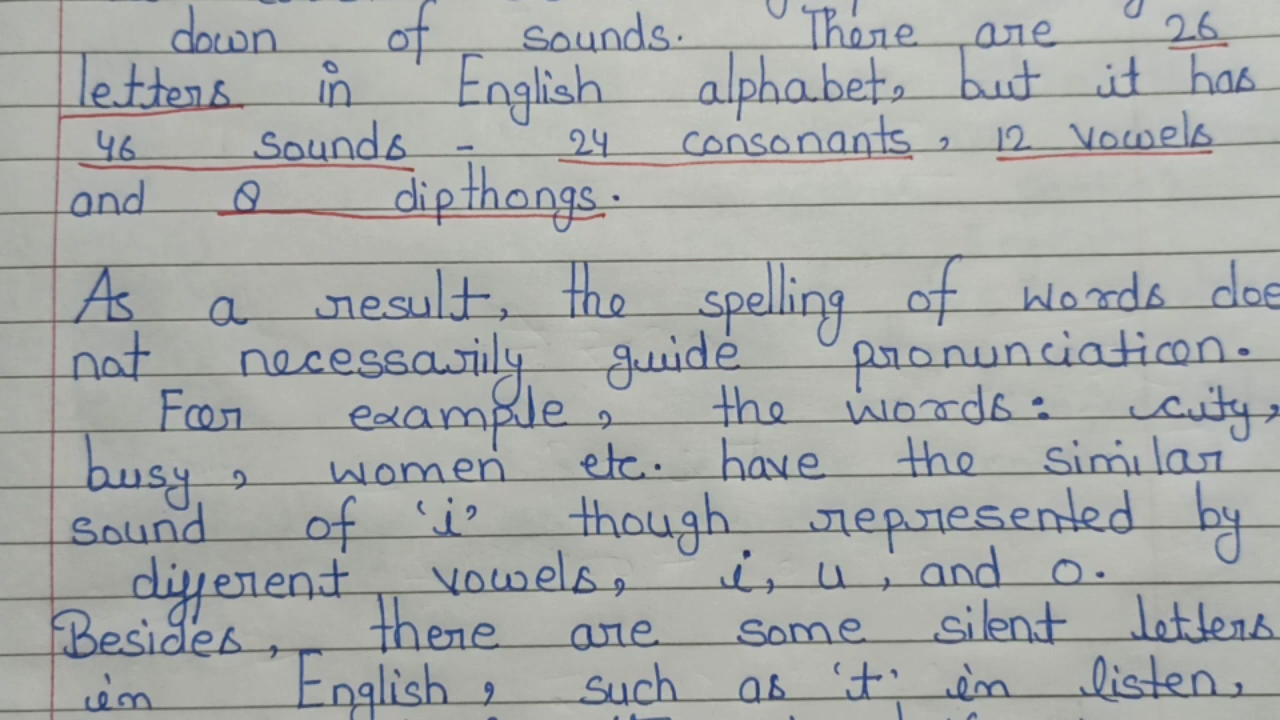 down of sounds. There are 26
letters in English alphabet, but it has
46 sounds - 24 consonants, 12 vowels
and 8 dipthongs.
As a result, the spelling of words doe
not necessarily guide pronunciation.
For example, the words: city,
busy, women etc. have the similar
sound of 'i' though represented by
different vowels, i, u, and o.
Besides, there are some silent letters
in English, such as 't' in listen,